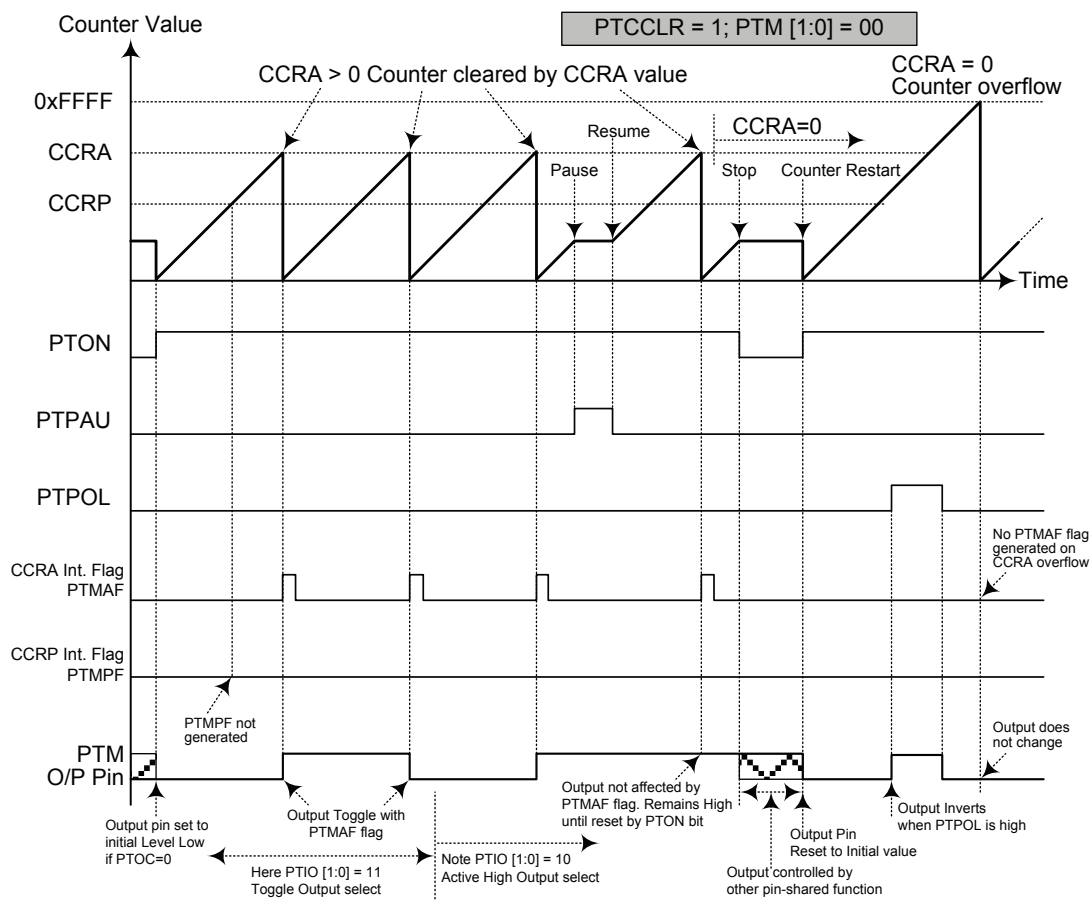 Counter Value
PTCCLR = 1; PTM [1:0] = 00
CCRA > 0 Counter cleared by CCRA value
CCRA = 0
Counter overflow
0xFFFF
CCRA
CCRP
Resume
CCRA=0
Pause
Stop
Counter Restart
Time
PTON
PTPAU
PTPOL
No PTMAF flag
generated on
CCRA overflow
CCRA Int. Flag
PTMAF
CCRP Int. Flag
PTMPF
PTMPF not
generated
PTM
O/P Pin
Output does
not change
Output pin set to
initial Level Low
if PTOC=0
Output Toggle with
PTMAF flag
Here PTIO [1:0] = 11
Toggle Output select
Output not affected by
PTMAF flag. Remains High
until reset by PTON bit
Note PTIO [1:0] = 10
Active High Output select
Output controlled by
other pin-shared function
Output Pin
Reset to Initial value
Output Inverts
when PTPOL is high